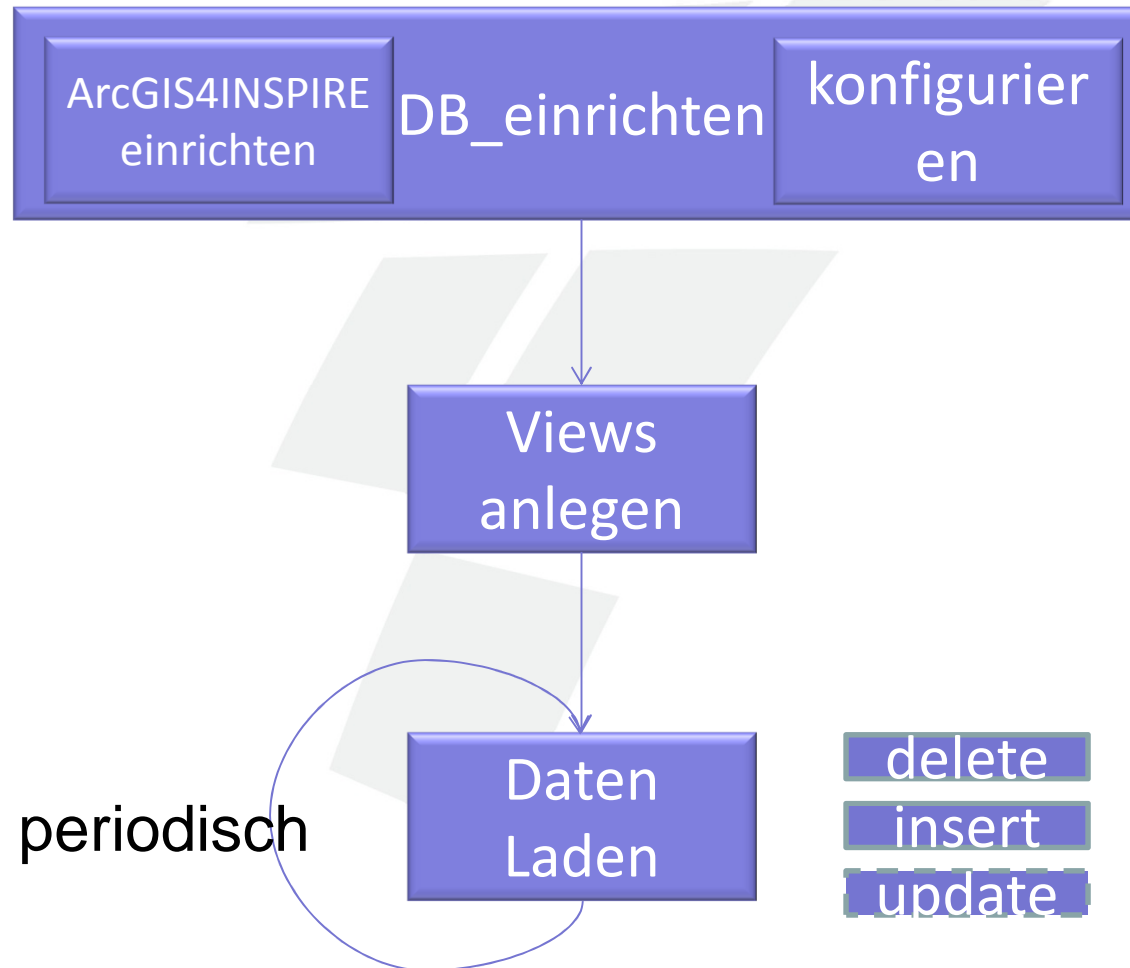 ArcGIS4INSPIRE
einrichten
DB_einrichten
konfigurier
en
Views
anlegen
periodisch
Daten
Laden
delete
insert
update